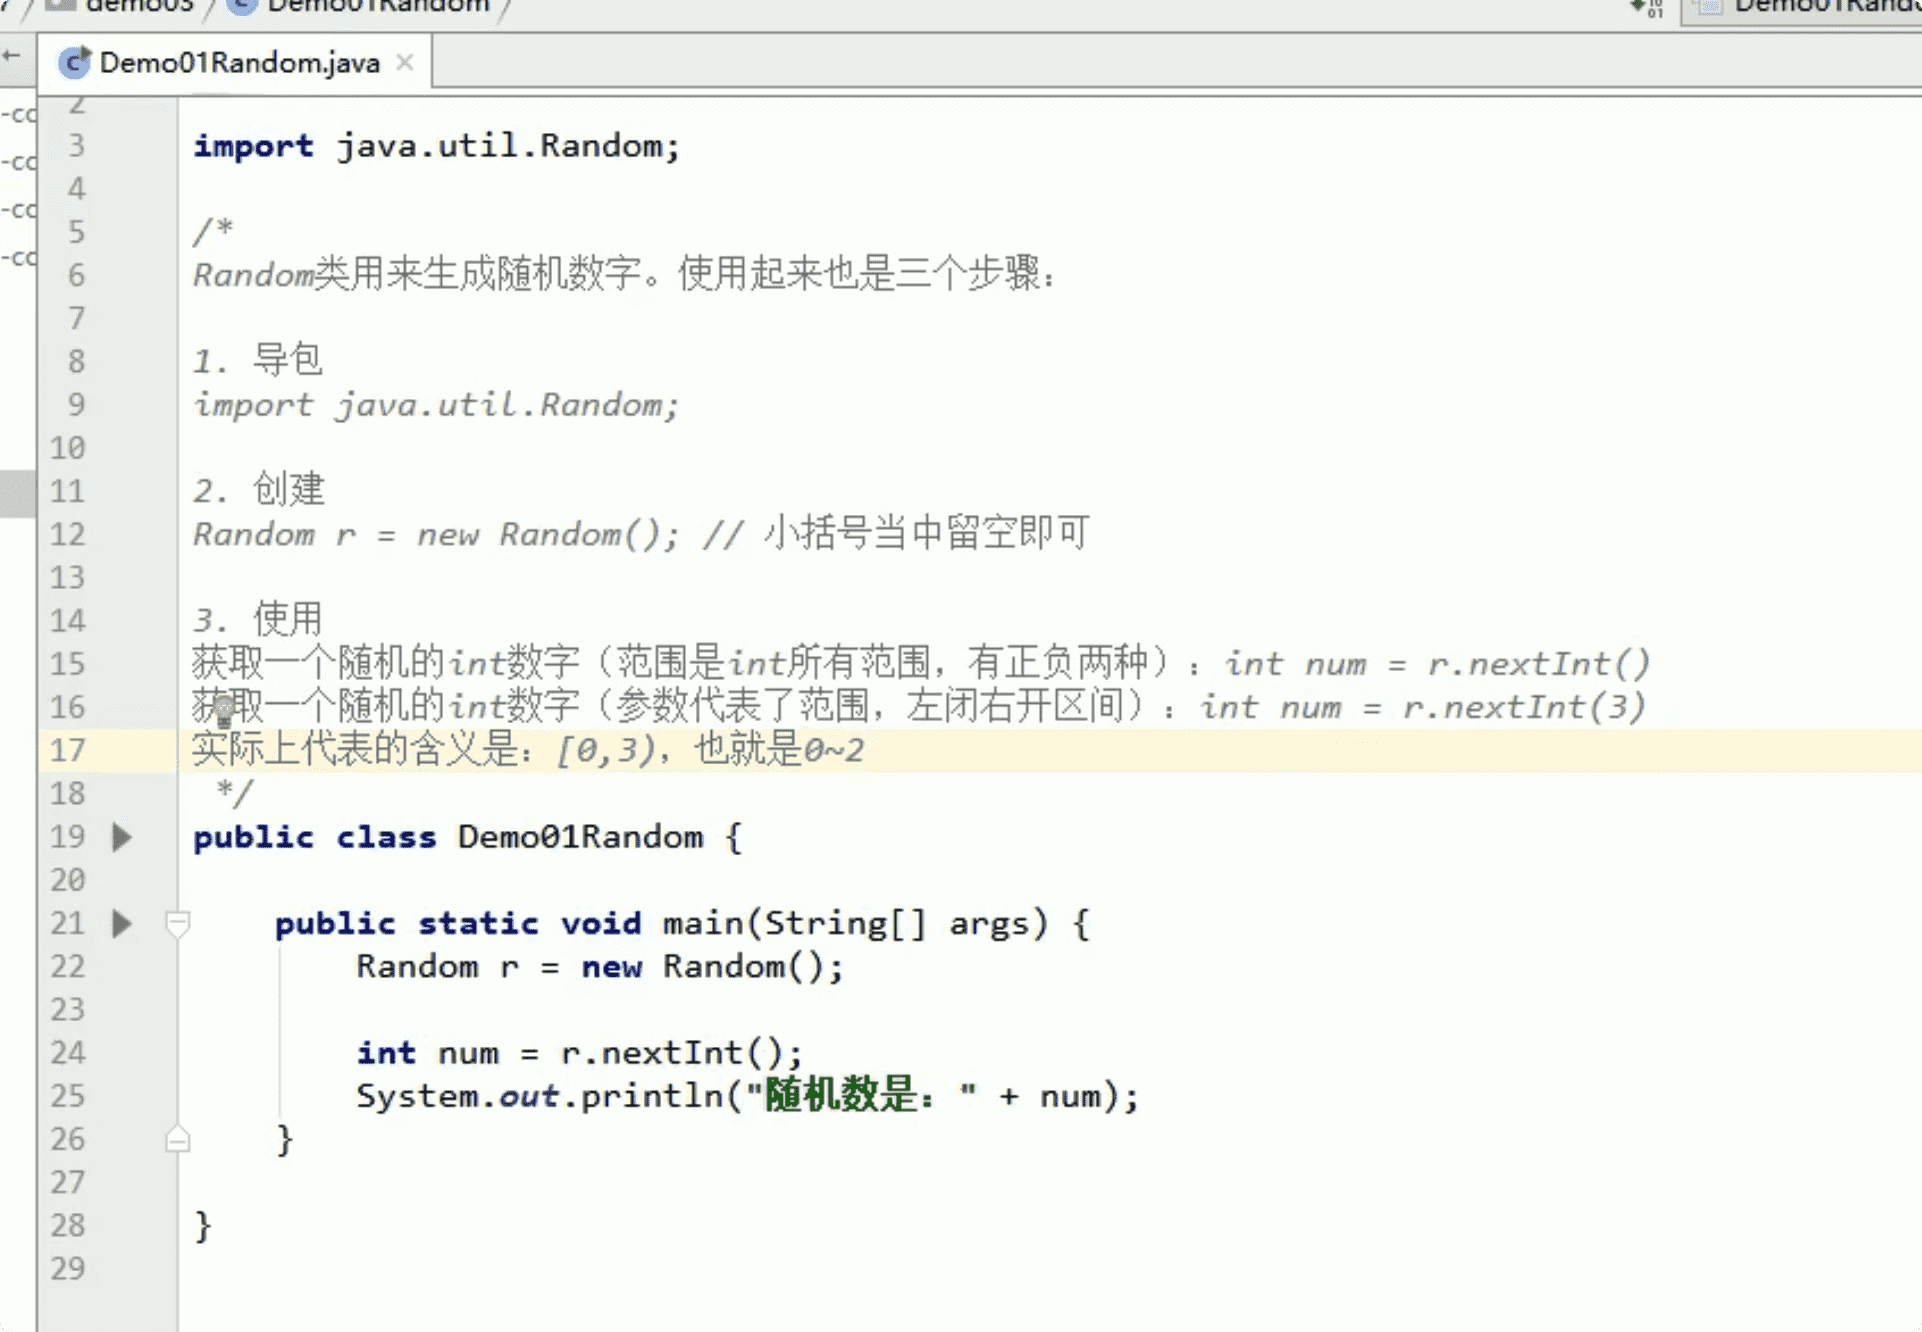 demo03 Demo01Random
Demo01Random.java
2
3 import java.util.Random;
4
5 /*
6 Random类用来生成随机数字。使用起来也是三个步骤:
7
8 1. 导包
9 import java.util.Random;
10
11 2. 创建
12 Random r = new Random(); // 小括号当中留空即可
13
14 3. 使用
15 获取一个随机的int数字（范围是int所有范围，有正负两种）：int num = r.nextInt()
16 获取一个随机的int数字（参数代表了范围，左闭右开区间）：int num = r.nextInt(3)
17 实际上代表的含义是：[0,3)，也就是0~2
18 */
19 public class Demo01Random {
20
21 public static void main(String[] args) {
22 Random r = new Random();
23
24 int num = r.nextInt();
25 System.out.println("随机数是：" + num);
26 }
27
28 }
29